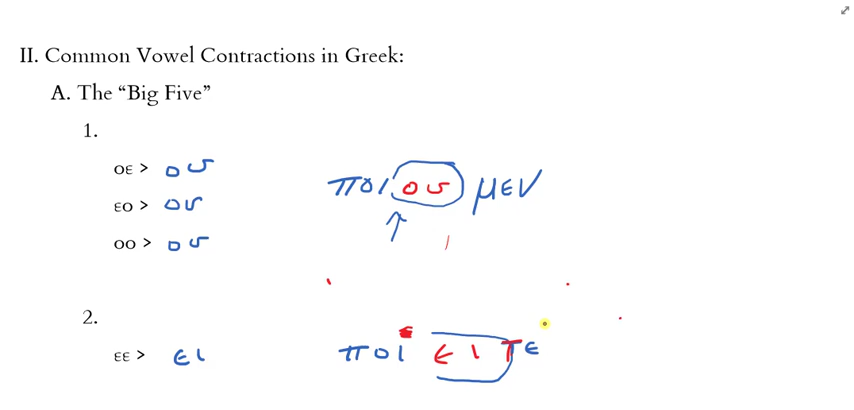 II. Common Vowel Contractions in Greek:
A. The “Big Five”
1.
οε > ου
εο > ου
οο > ου
ποιουμεν
2.
εε > ει
ποιειτε